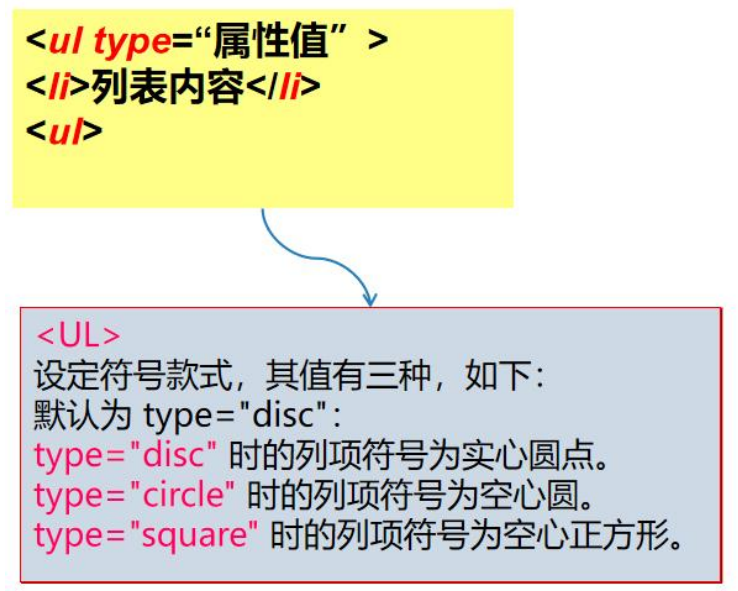 <ul type=“属性值” >
<li>列表内容</li>
<ul>
<UL>
设定符号款式，其值有三种，如下：
默认为 type="disc"：
type="disc" 时的列项符号为实心圆点。
type="circle" 时的列项符号为空心圆。
type="square" 时的列项符号为空心正方形。